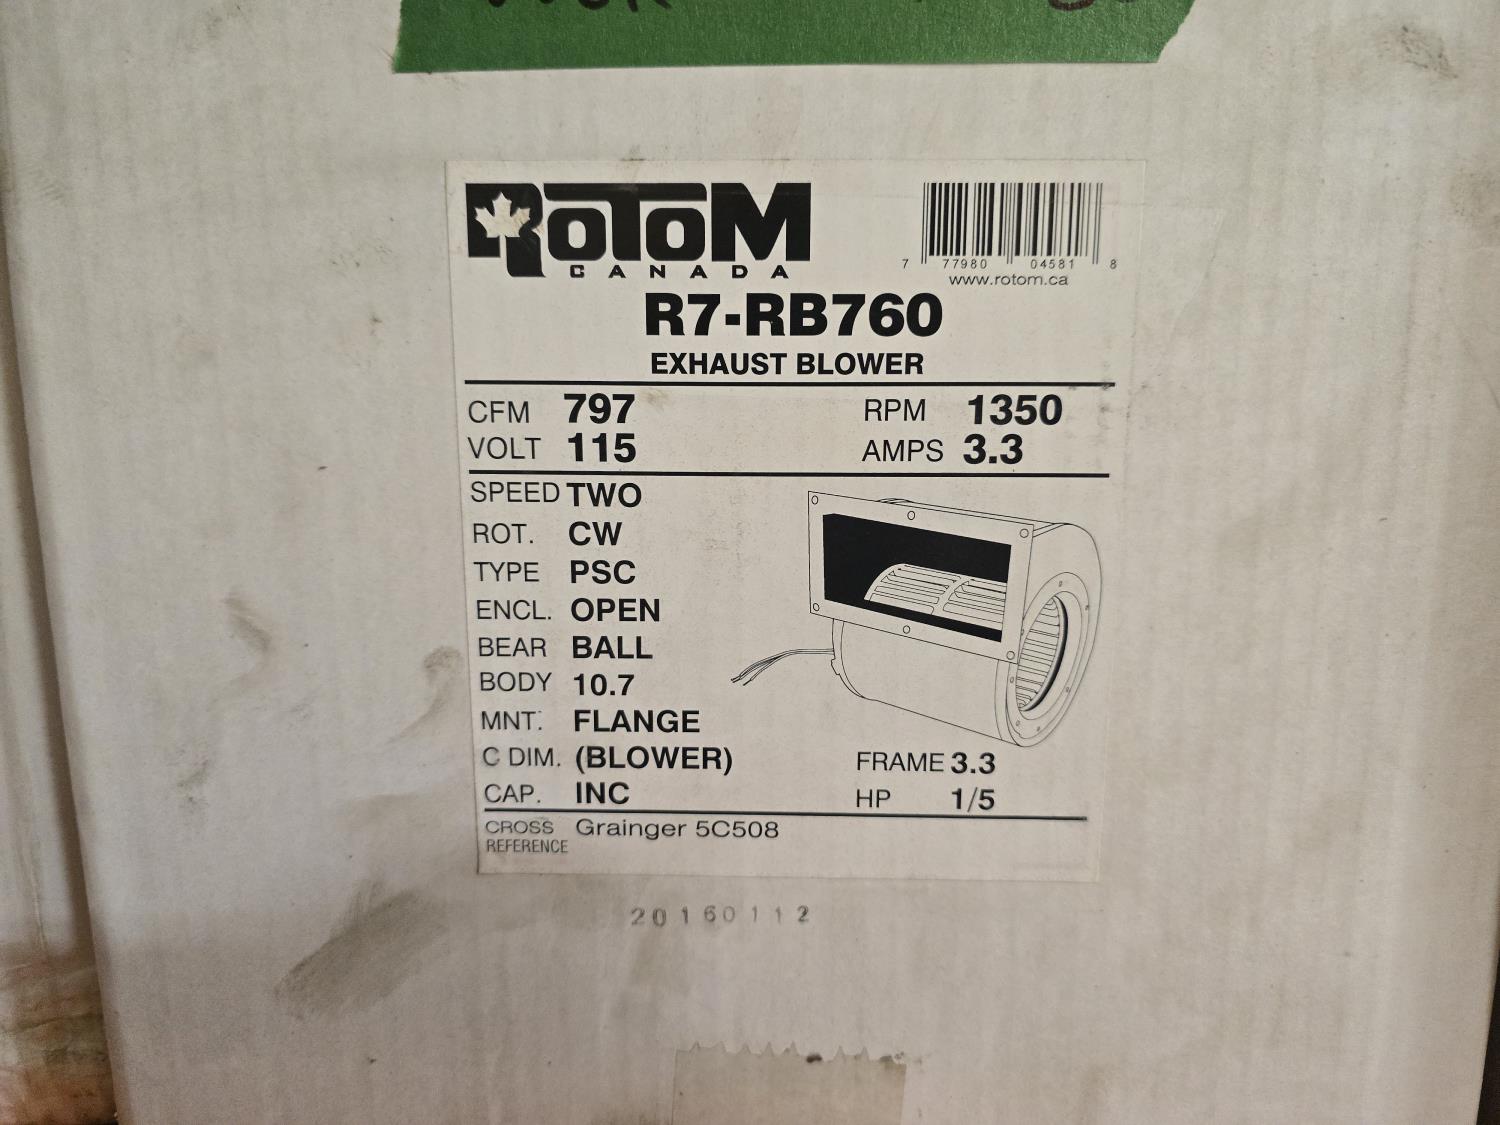 ROTOM
CANADA
7 77980 04581 8
www.rotom.ca
R7-RB760
EXHAUST BLOWER
CFM 797 RPM 1350
VOLT 115 AMPS 3.3
SPEED TWO
ROT. CW
TYPE PSC
ENCL. OPEN
BEAR BALL
BODY 10.7
MNT. FLANGE
C DIM. (BLOWER) FRAME 3.3
CAP. INC HP 1/5
CROSS REFERENCE Grainger 5C508
20160112